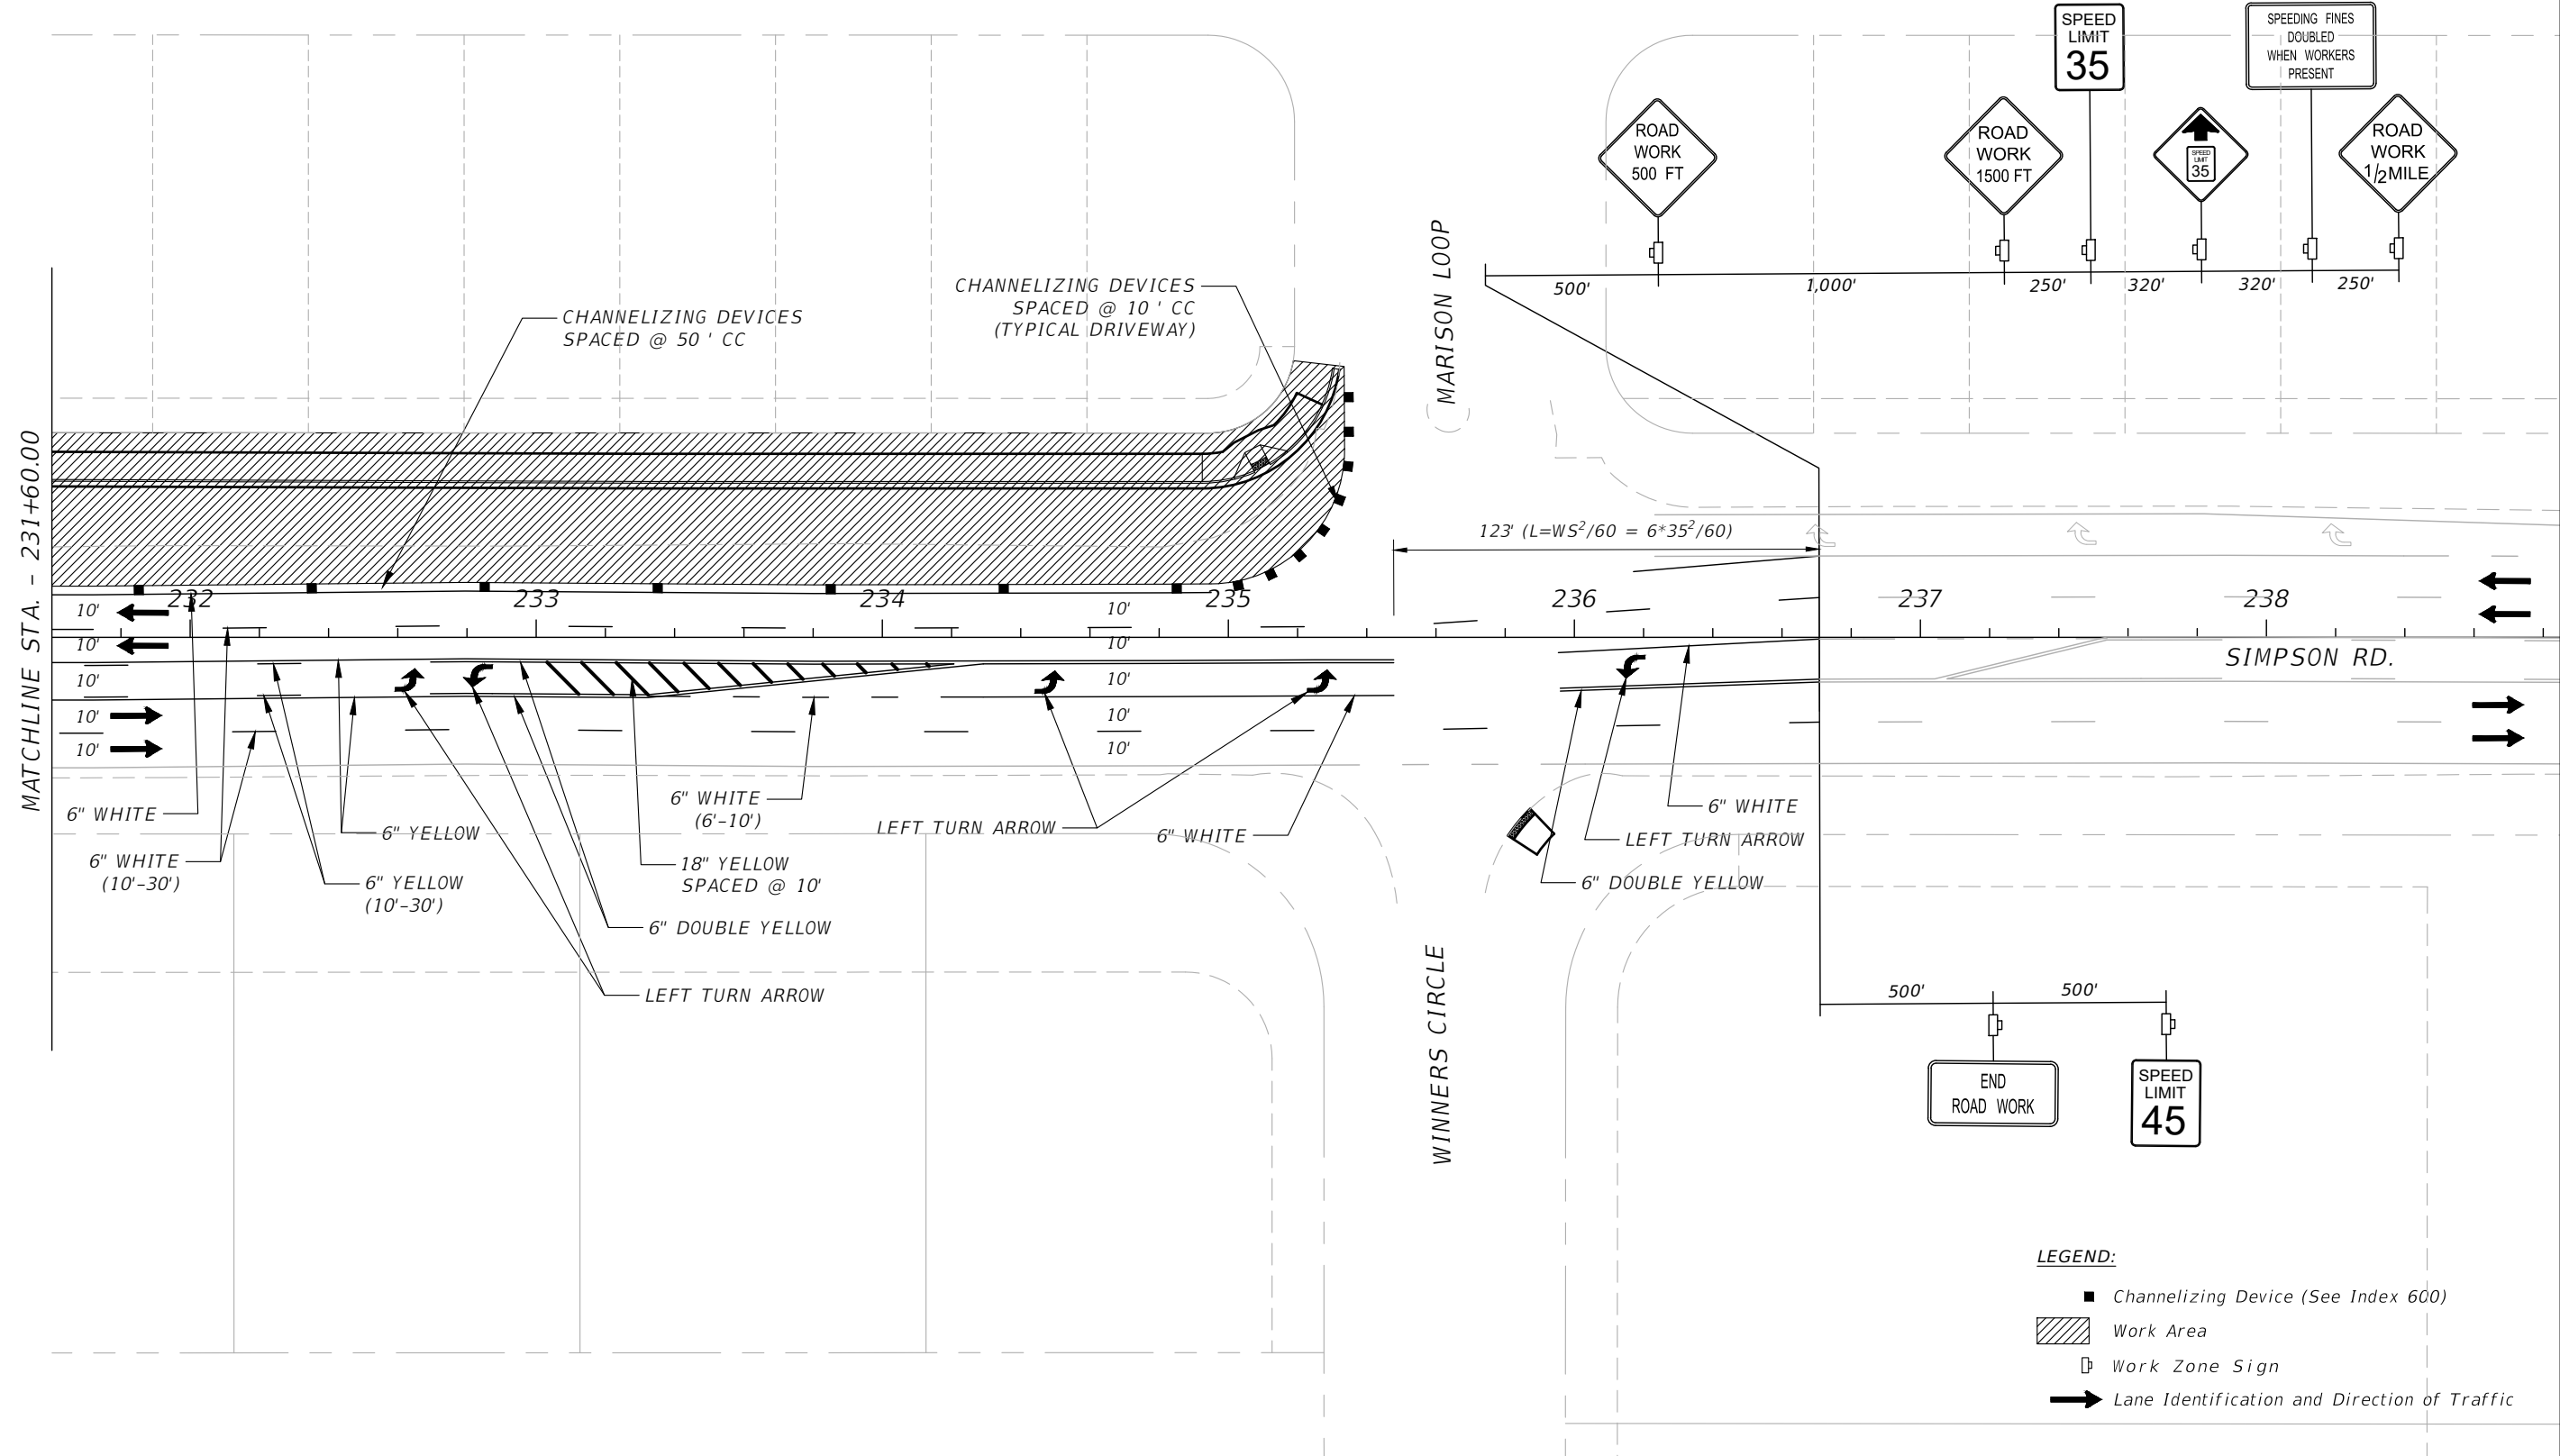 SPEED
LIMIT
35
SPEEDING FINES
DOUBLED
WHEN WORKERS
PRESENT
ROAD
WORK
500 FT
ROAD
WORK
1500 FT
SPEED
LIMIT
35
ROAD
WORK
1/2 MILE
500'
1,000'
250'
320'
320'
250'
MARISON LOOP
CHANNELIZING DEVICES
SPACED @ 10 ' CC
(TYPICAL DRIVEWAY)
CHANNELIZING DEVICES
SPACED @ 50 ' CC
MATCHLINE STA. - 231+60.00
123' (L=WS²/60 = 6*35²/60)
232
233
234
235
236
237
238
10'
10'
10'
10'
10'
10'
10'
10'
10'
10'
SIMPSON RD.
6" WHITE
6" WHITE
(10'-30')
6" YELLOW
6" YELLOW
(10'-30')
6" WHITE
(6'-10')
18" YELLOW
SPACED @ 10'
6" DOUBLE YELLOW
LEFT TURN ARROW
LEFT TURN ARROW
6" WHITE
6" WHITE
LEFT TURN ARROW
6" DOUBLE YELLOW
WINNERS CIRCLE
500'
500'
END
ROAD WORK
SPEED
LIMIT
45
LEGEND:
Channelizing Device (See Index 600)
Work Area
Work Zone Sign
Lane Identification and Direction of Traffic